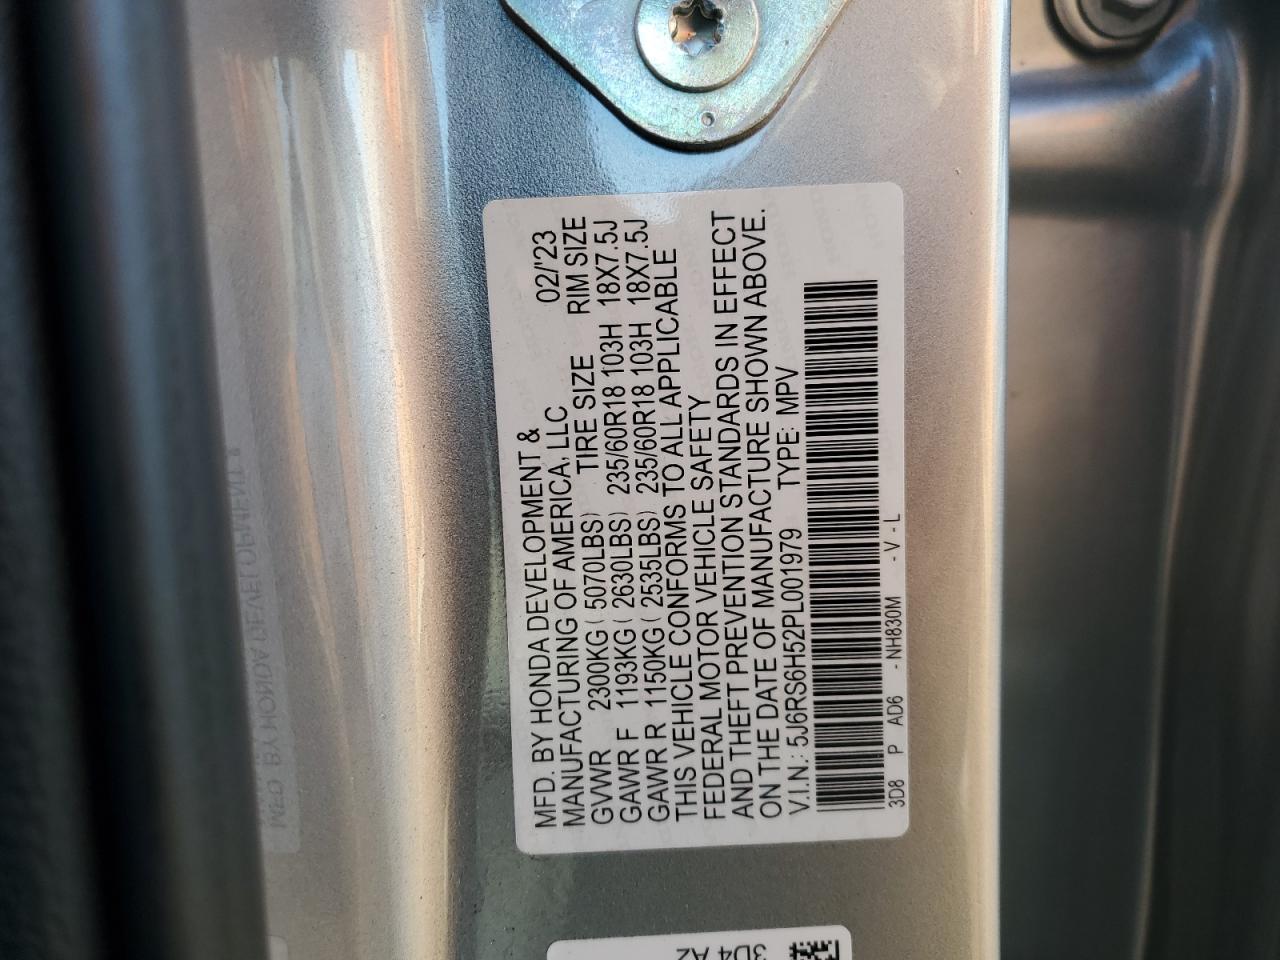 MFD. BY HONDA DEVELOPMENT &
MANUFACTURING OF AMERICA, LLC 02/'23
GVWR 2300KG (5070LBS) TIRE SIZE RIM SIZE
GAWR F 1193KG (2630LBS) 235/60R18 103H 18X7.5J
GAWR R 1150KG (2535LBS) 235/60R18 103H 18X7.5J
THIS VEHICLE CONFORMS TO ALL APPLICABLE
FEDERAL MOTOR VEHICLE SAFETY
AND THEFT PREVENTION STANDARDS IN EFFECT
ON THE DATE OF MANUFACTURE SHOWN ABOVE.
V.I.N.: 5J6RS6H52PL001979 TYPE: MPV
3D8 P AD6 - NH830M - V - L
3D4 A2